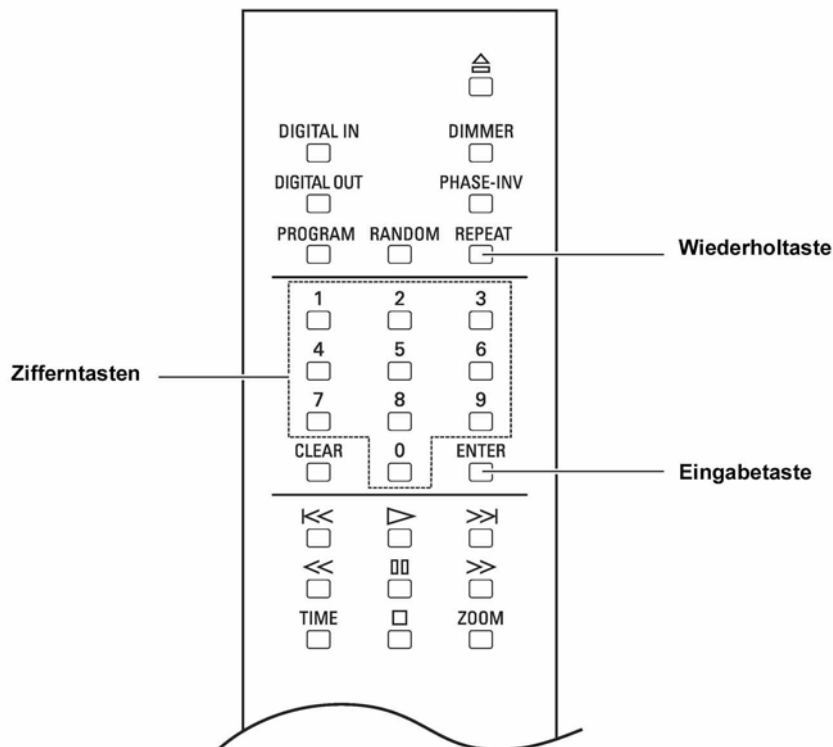 DIGITAL IN DIMMER
DIGITAL OUT PHASE-INV
PROGRAM RANDOM REPEAT
Wiederholtaste
1 2 3
4 5 6
Zifferntasten
7 8 9
CLEAR 0 ENTER
Eingabetaste
TIME ZOOM